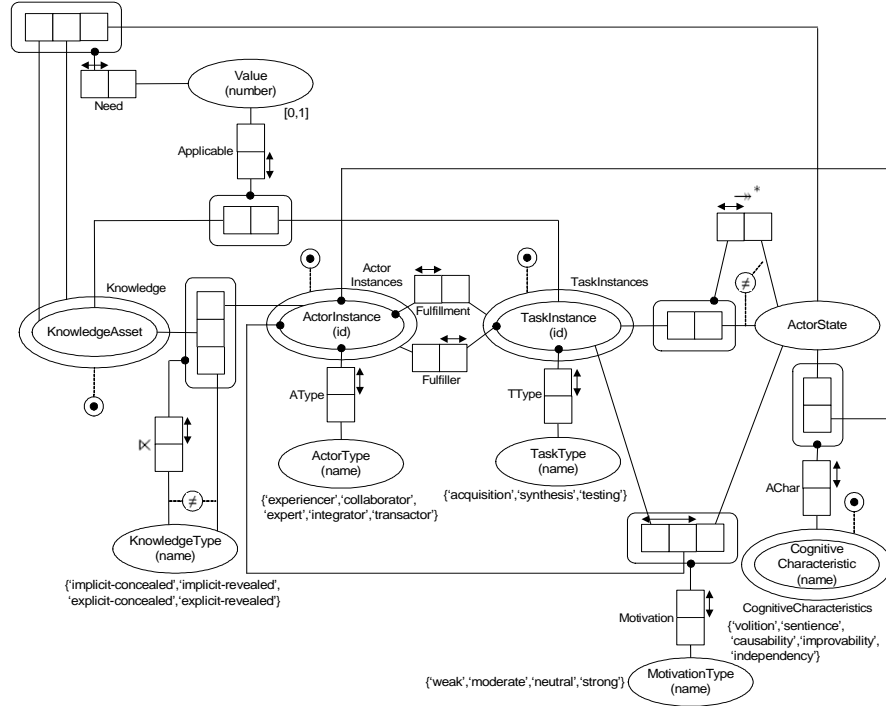 Value
(number)
Need
[0,1]
Applicable
*
Knowledge
Actor
Instances
TaskInstances
≠
KnowledgeAsset
ActorInstance
(id)
Fulfillment
TaskInstance
(id)
ActorState
Fulfiller
AType
TType
ActorType
(name)
TaskType
(name)
AChar
{‘experiencer’,‘collaborator’,
‘expert’,‘integrator’,‘transactor’}
{‘acquisition’,‘synthesis’,‘testing’}
≠
KnowledgeType
(name)
Cognitive
Characteristic
(name)
{‘implicit-concealed’,‘implicit-revealed’,
‘explicit-concealed’,‘explicit-revealed’}
CognitiveCharacteristics
{‘volition’,‘sentience’,
‘causability’,‘improvability’,
‘independency’}
Motivation
{‘weak’,‘moderate’,‘neutral’,‘strong’}
MotivationType
(name)